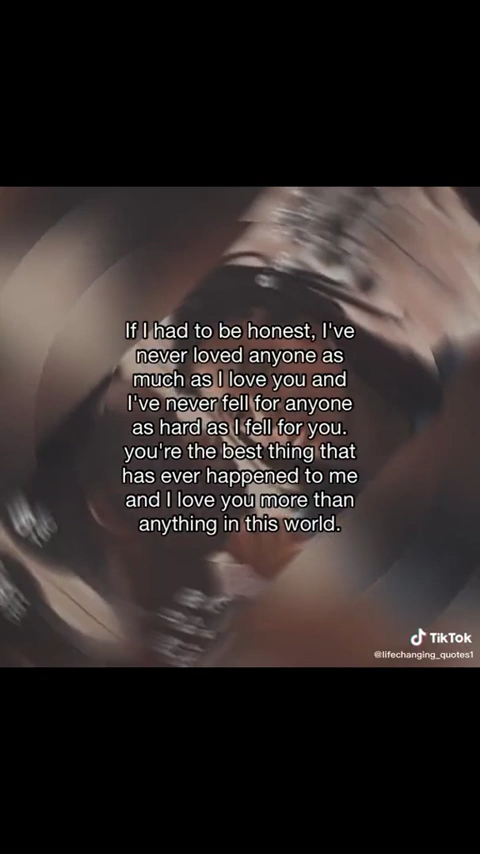 If I had to be honest, I've
never loved anyone as
much as I love you and
I've never fell for anyone
as hard as I fell for you.
you're the best thing that
has ever happened to me
and I love you more than
anything in this world.
TikTok
@lifechanging_quotes1